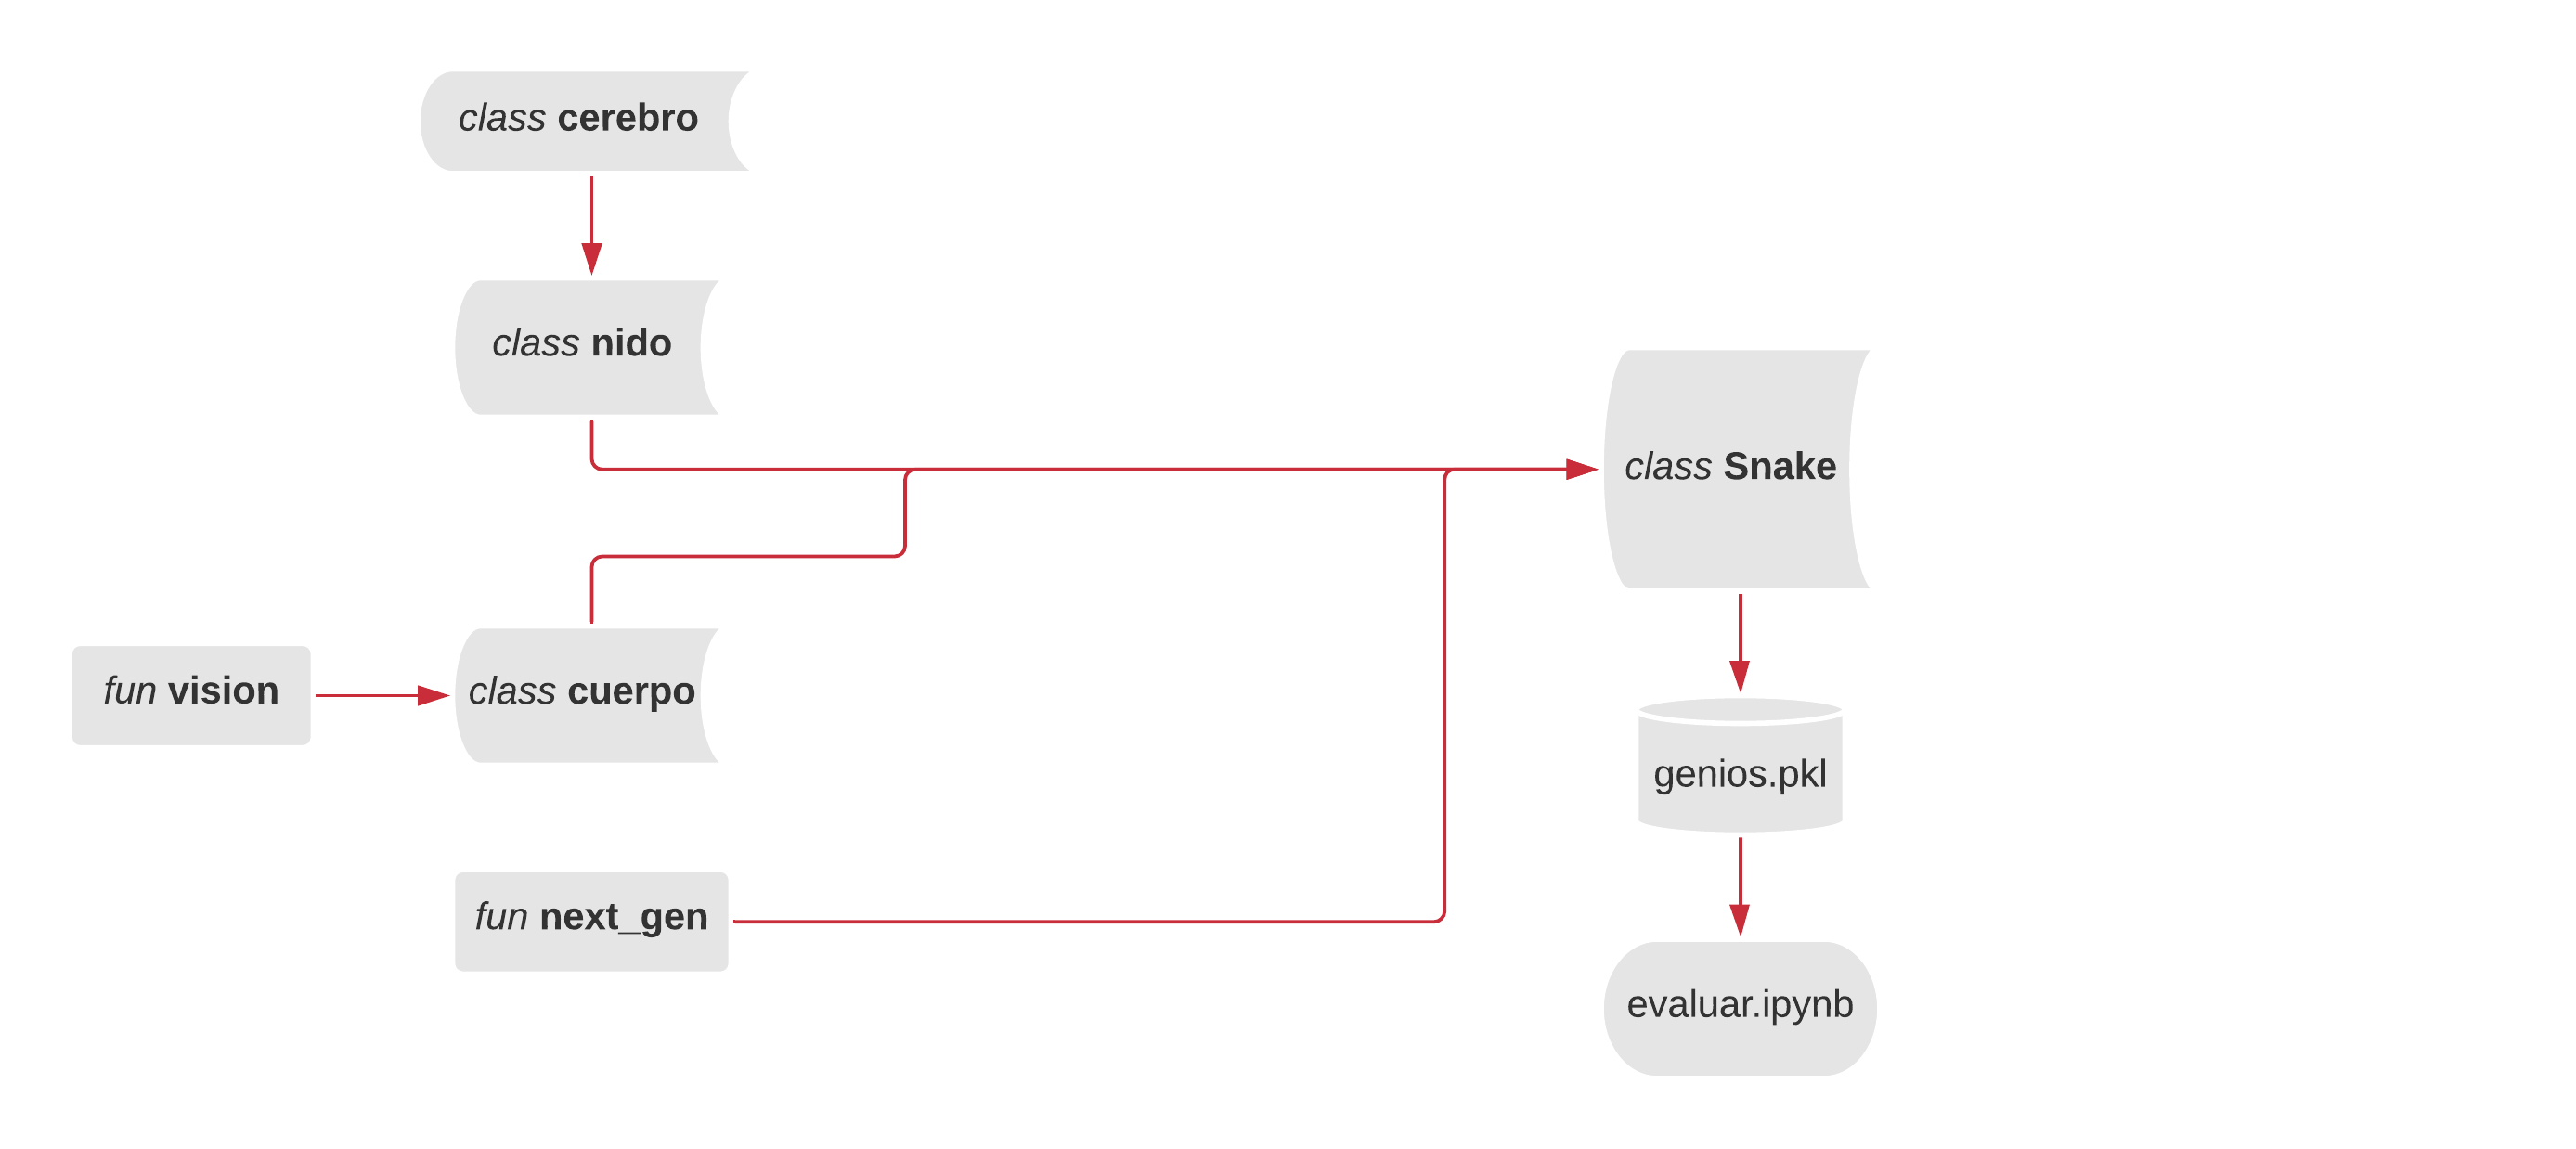 class cerebro
class nido
class Snake
fun vision
class cuerpo
genios.pkl
fun next_gen
evaluar.ipynb